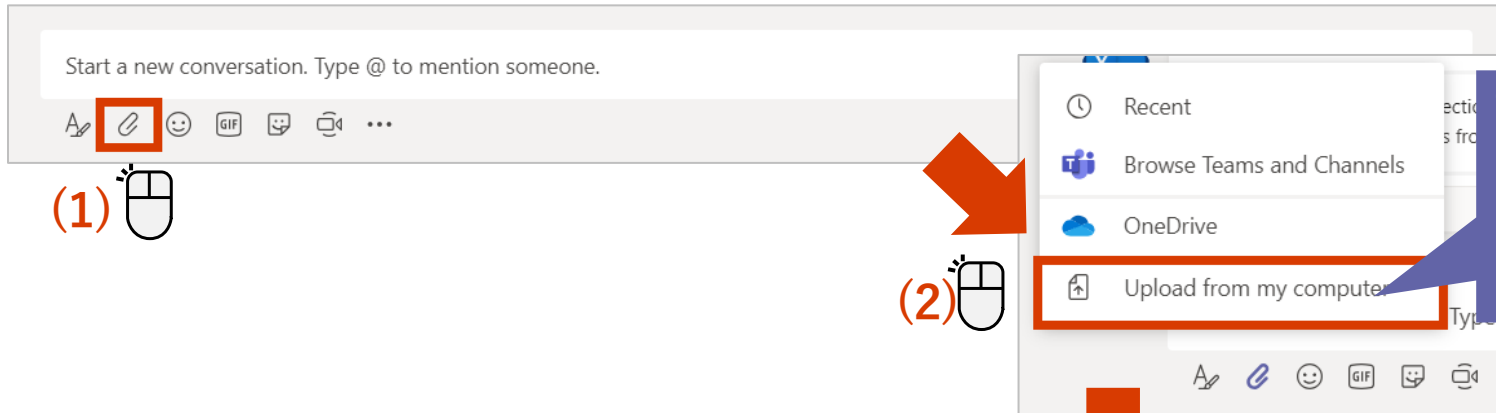 Start a new conversation. Type @ to mention someone.
GIF
(1)
Recent
Browse Teams and Channels
OneDrive
Upload from my computer
(2)
GIF